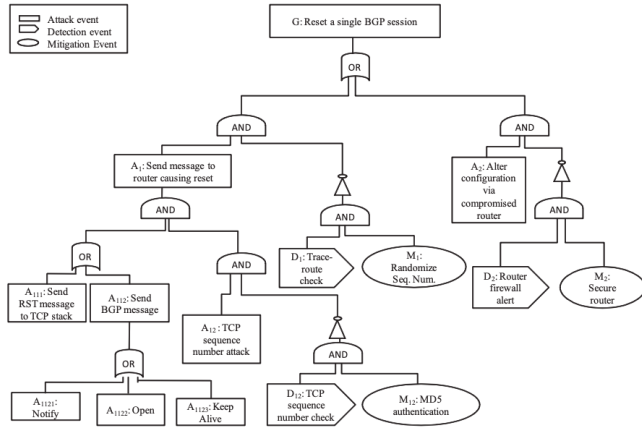 Attack event
Detection event
Mitigation Event
G: Reset a single BGP session
OR
AND
AND
A1: Send message to
router causing reset
A2: Alter
configuration
via
compromised
router
AND
AND
AND
OR
AND
D1: Trace-
route
check
M1:
Randomize
Seq. Num.
D2: Router
firewall
alert
M2:
Secure
router
A111: Send
RST message
to TCP stack
A112: Send
BGP message
A12: TCP
sequence
number attack
AND
OR
A1121:
Notify
A1122: Open
A1123: Keep
Alive
D12: TCP
sequence
number check
M12: MD5
authentication